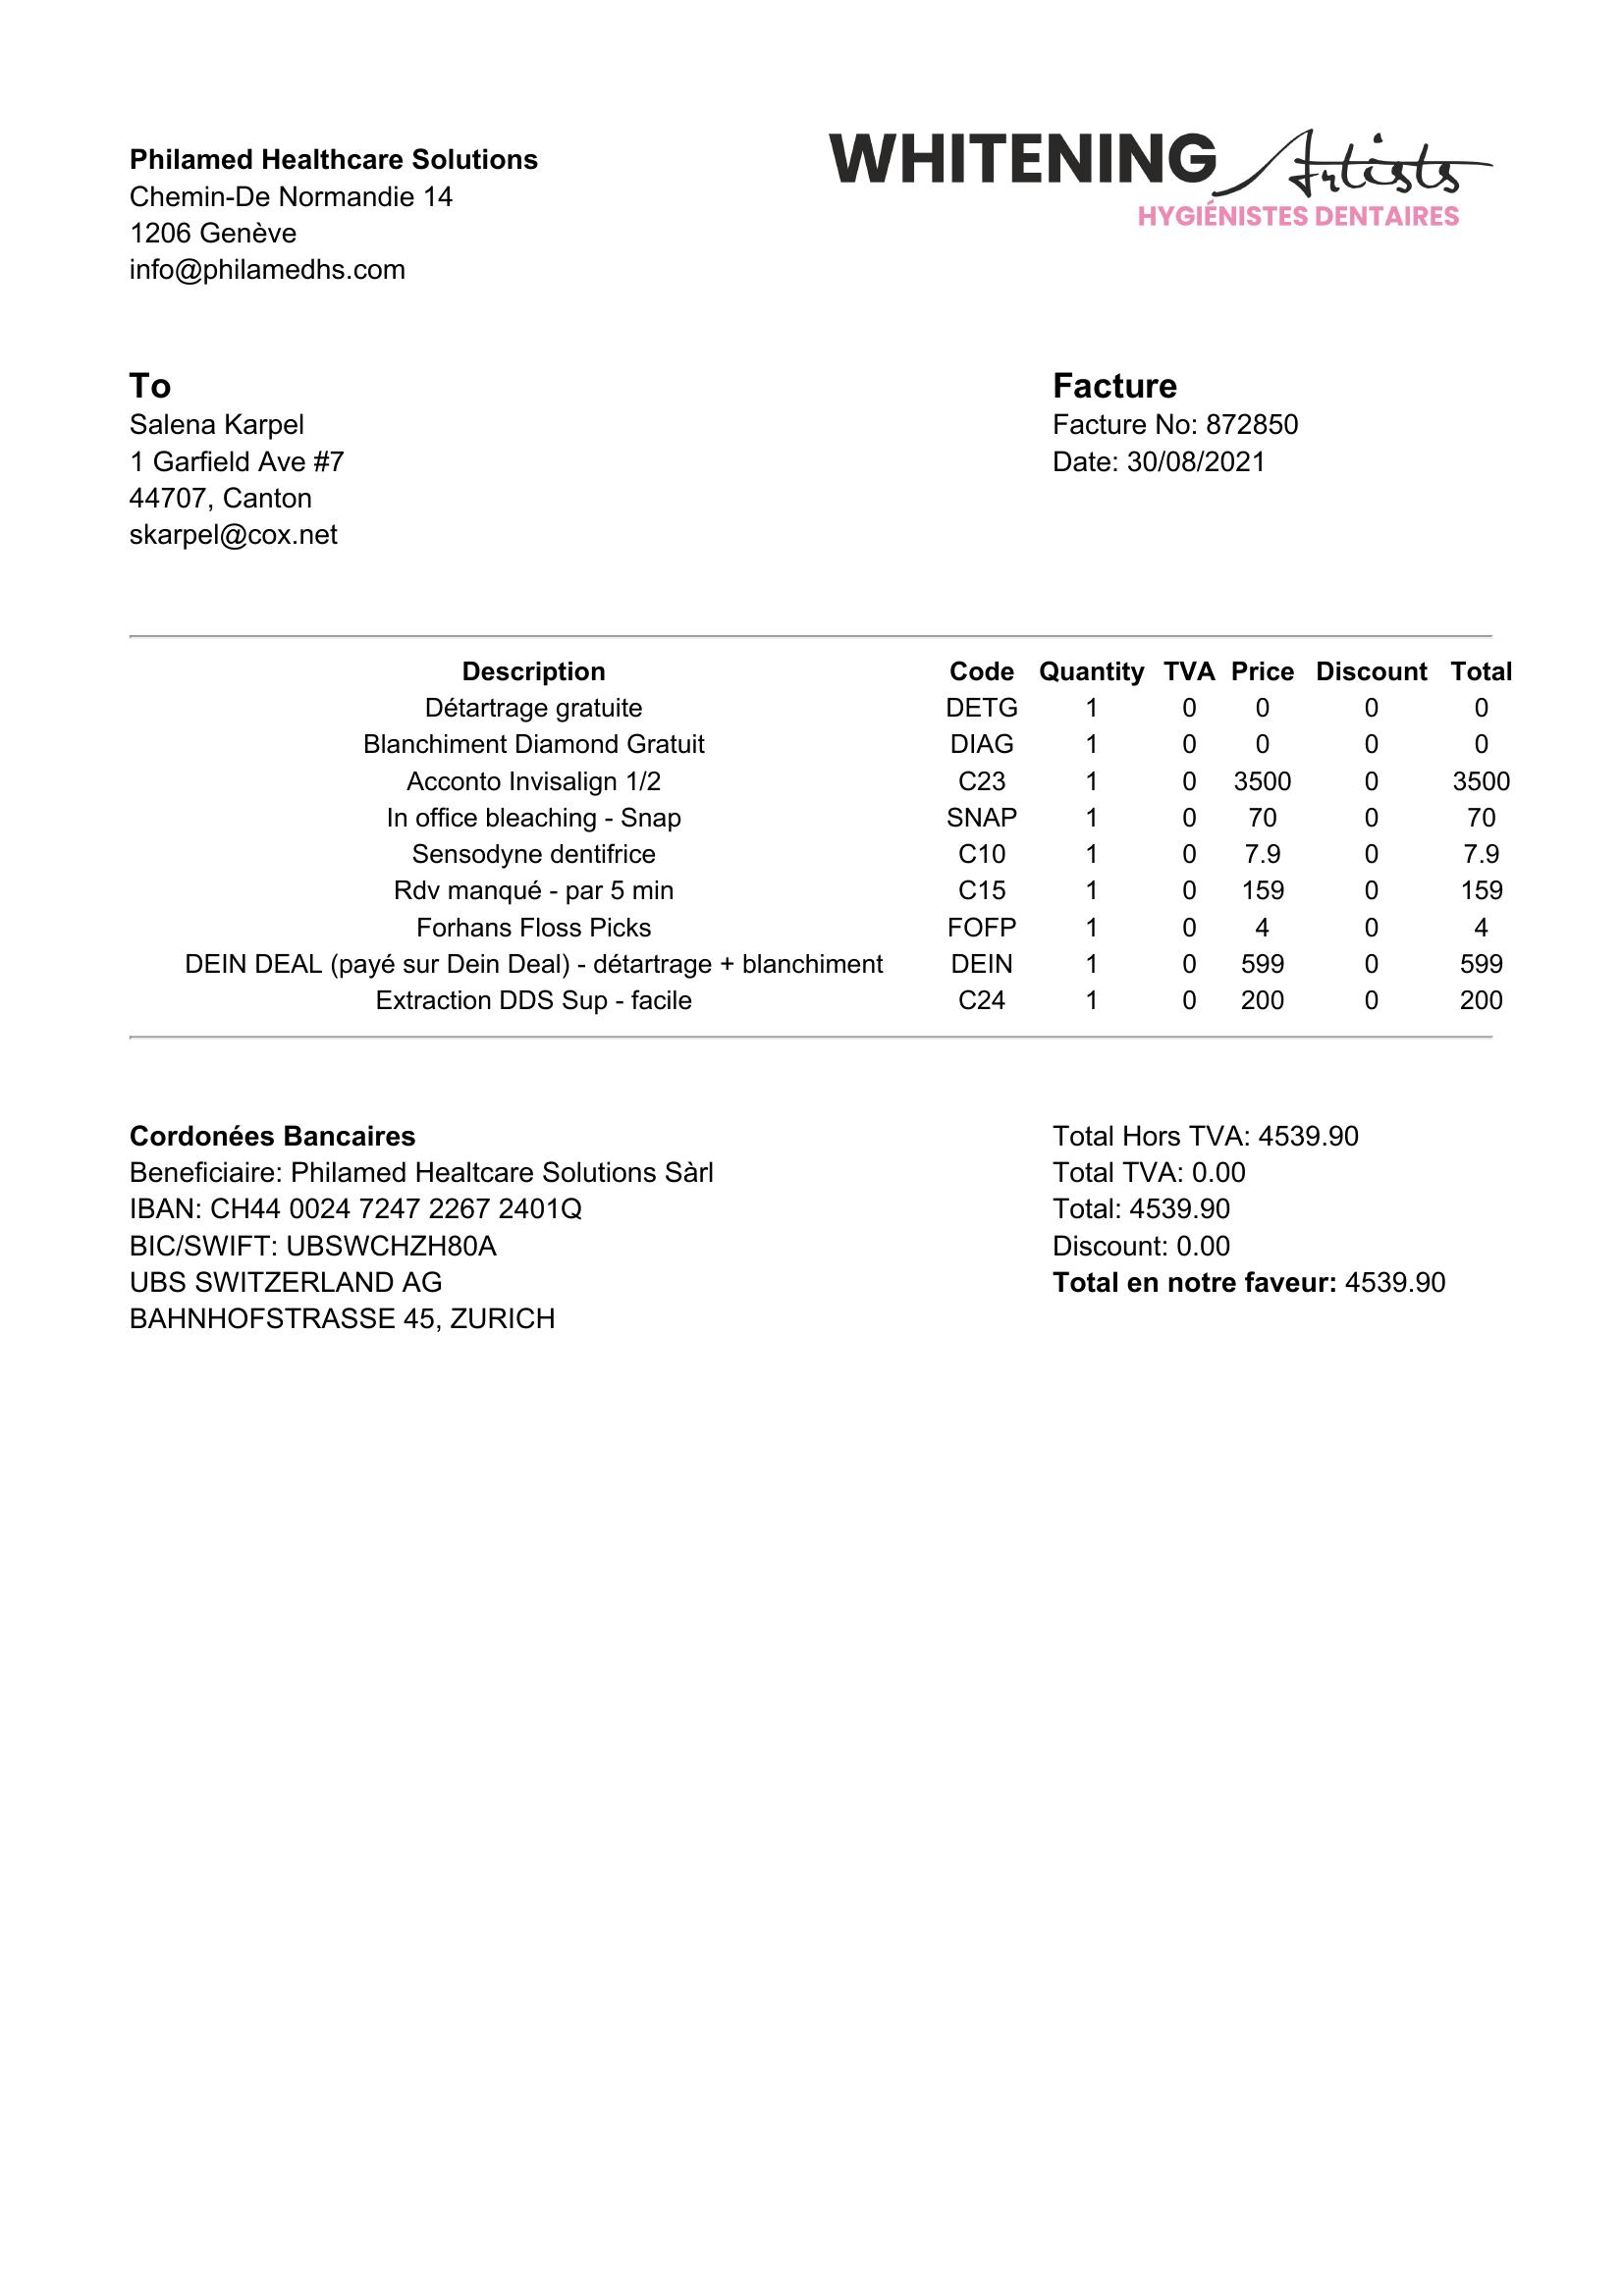 Philamed Healthcare Solutions
Chemin-De Normandie 14
1206 Genève
info@philamedhs.com
WHITENING Artists
HYGIÉNISTES DENTAIRES
To
Salena Karpel
1 Garfield Ave #7
44707, Canton
skarpel@cox.net
Facture
Facture No: 872850
Date: 30/08/2021
Description Code Quantity TVA Price Discount Total
Détartrage gratuite DETG 1 0 0 0 0
Blanchiment Diamond Gratuit DIAG 1 0 0 0 0
Acconto Invisalign 1/2 C23 1 0 3500 0 3500
In office bleaching - Snap SNAP 1 0 70 0 70
Sensodyne dentifrice C10 1 0 7.9 0 7.9
Rdv manqué - par 5 min C15 1 0 159 0 159
Forhans Floss Picks FOFP 1 0 4 0 4
DEIN DEAL (payé sur Dein Deal) - détartrage + blanchiment DEIN 1 0 599 0 599
Extraction DDS Sup - facile C24 1 0 200 0 200
Cordonées Bancaires
Beneficiaire: Philamed Healtcare Solutions Sàrl
IBAN: CH44 0024 7247 2267 2401Q
BIC/SWIFT: UBSWCHZH80A
UBS SWITZERLAND AG
BAHNHOFSTRASSE 45, ZURICH
Total Hors TVA: 4539.90
Total TVA: 0.00
Total: 4539.90
Discount: 0.00
Total en notre faveur: 4539.90